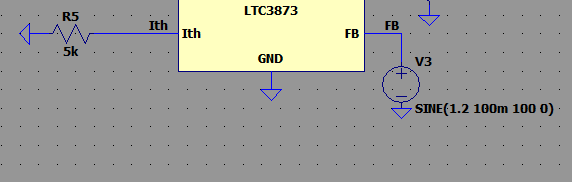 R5
LTC3873
Ith
Ith
FB
FB
5k
GND
V3
SINE(1.2 100m 100 0)